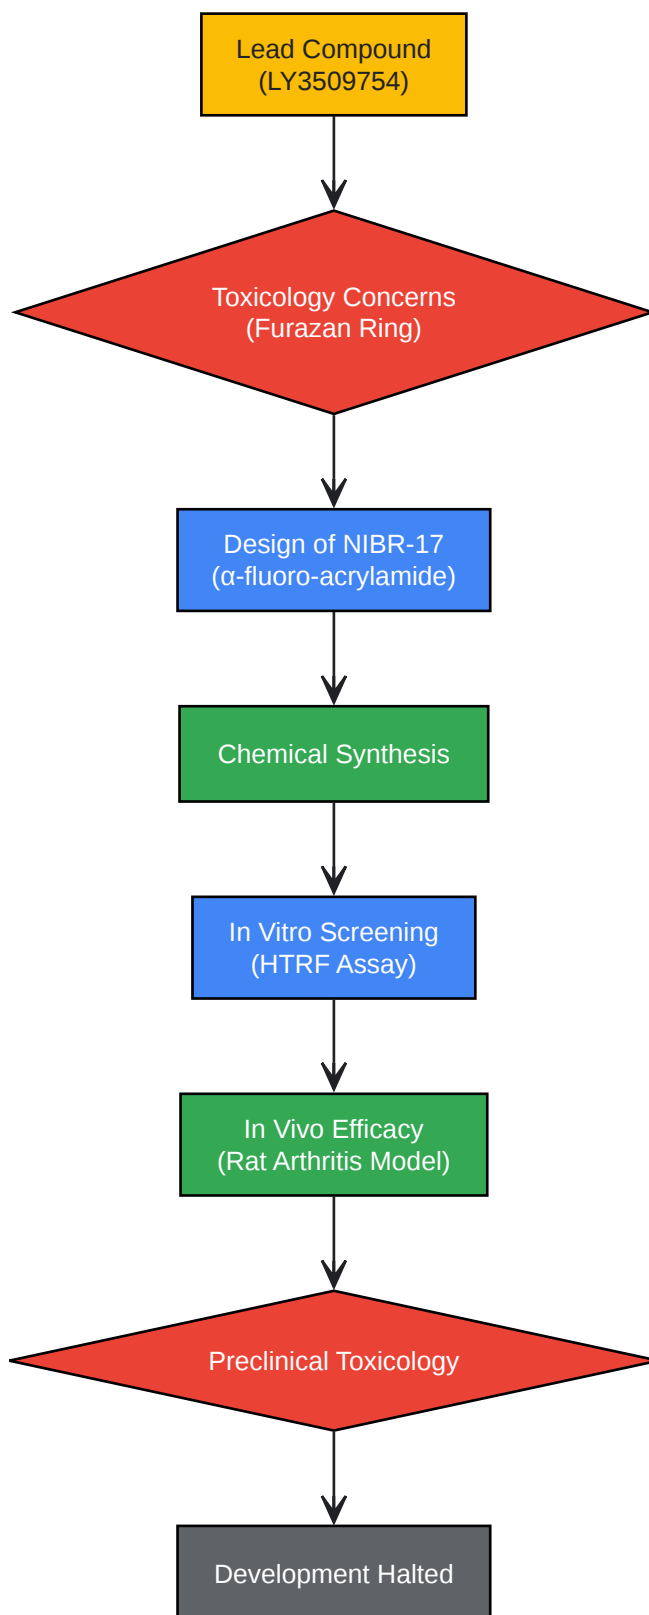 Lead Compound
(LY3509754)
Toxicology Concerns
(Furazan Ring)
Design of NIBR-17
(α-fluoro-acrylamide)
Chemical Synthesis
In Vitro Screening
(HTRF Assay)
In Vivo Efficacy
(Rat Arthritis Model)
Preclinical Toxicology
Development Halted